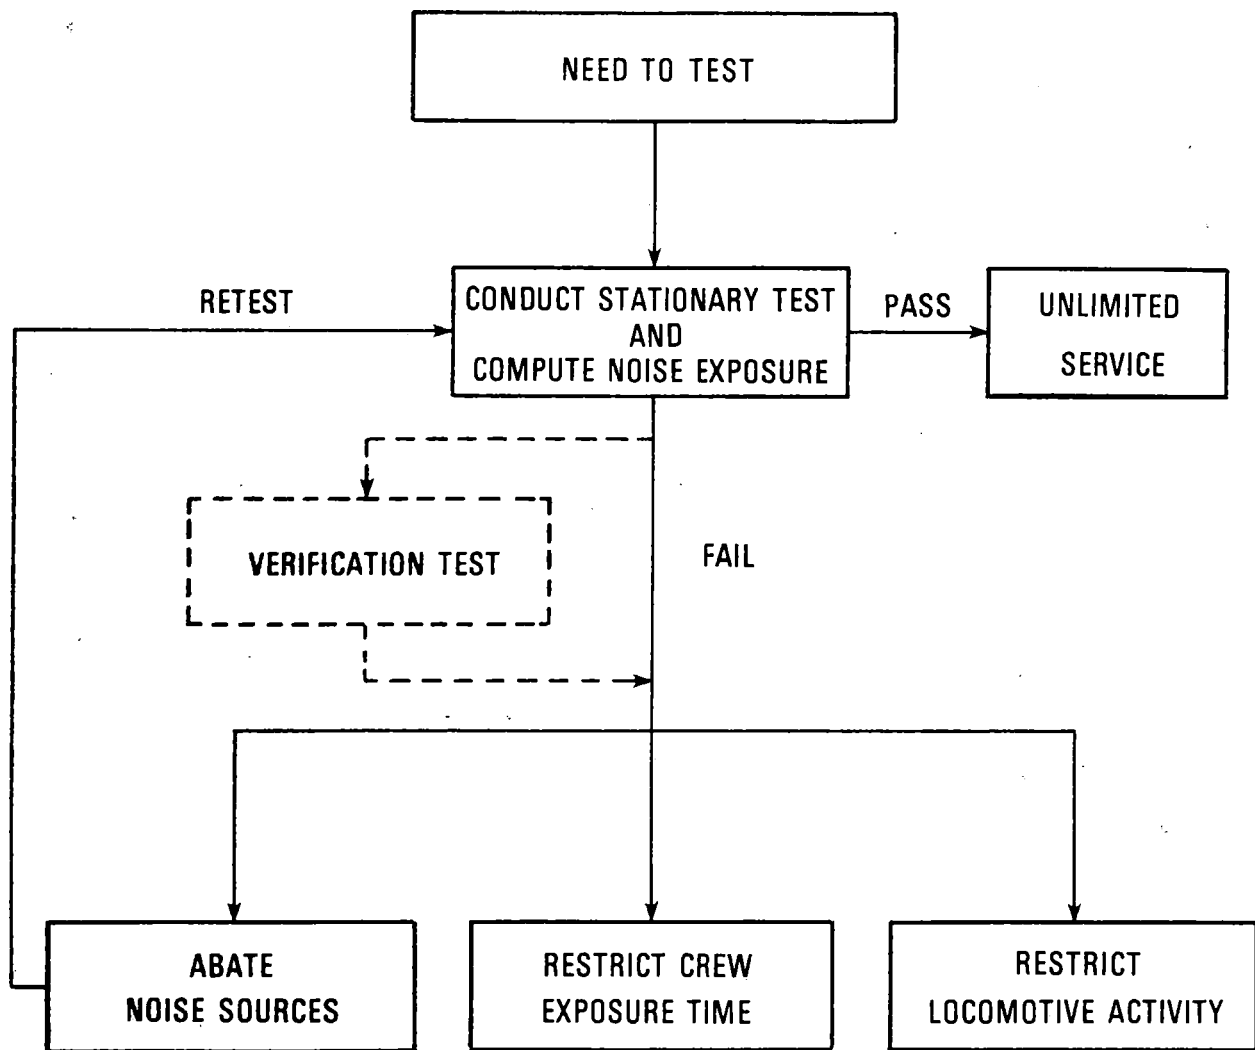 NEED TO TEST
RETEST
CONDUCT STATIONARY TEST
AND
COMPUTE NOISE EXPOSURE
PASS
UNLIMITED
SERVICE
VERIFICATION TEST
FAIL
ABATE
NOISE SOURCES
RESTRICT CREW
EXPOSURE TIME
RESTRICT
LOCOMOTIVE ACTIVITY